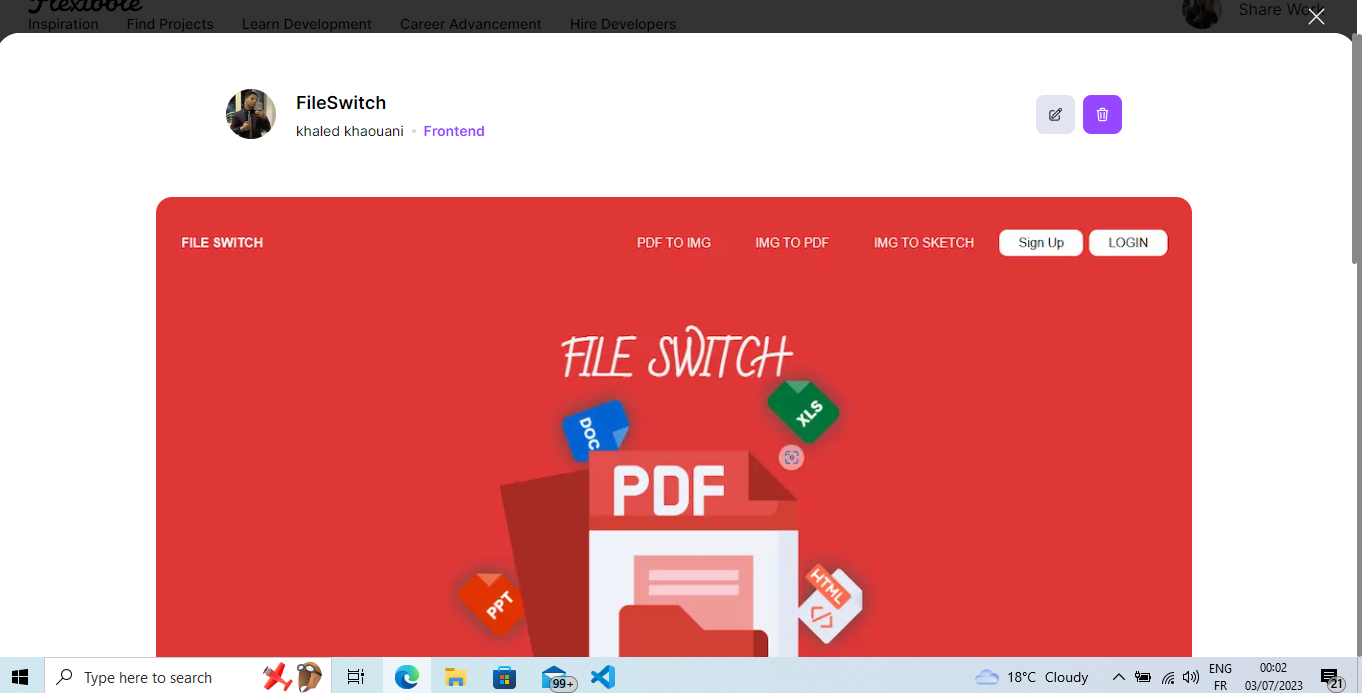 Flexibble
Inspiration Find Projects Learn Development Career Advancement Hire Developers Share Work
FileSwitch
khaled khaouani • Frontend
FILE SWITCH PDF TO IMG IMG TO PDF IMG TO SKETCH Sign Up LOGIN
FILE SWITCH
XLS
DOC
PDF
HTML
PPT
Type here to search 99+ 18°C Cloudy ENG FR 00:02 03/07/2023 21